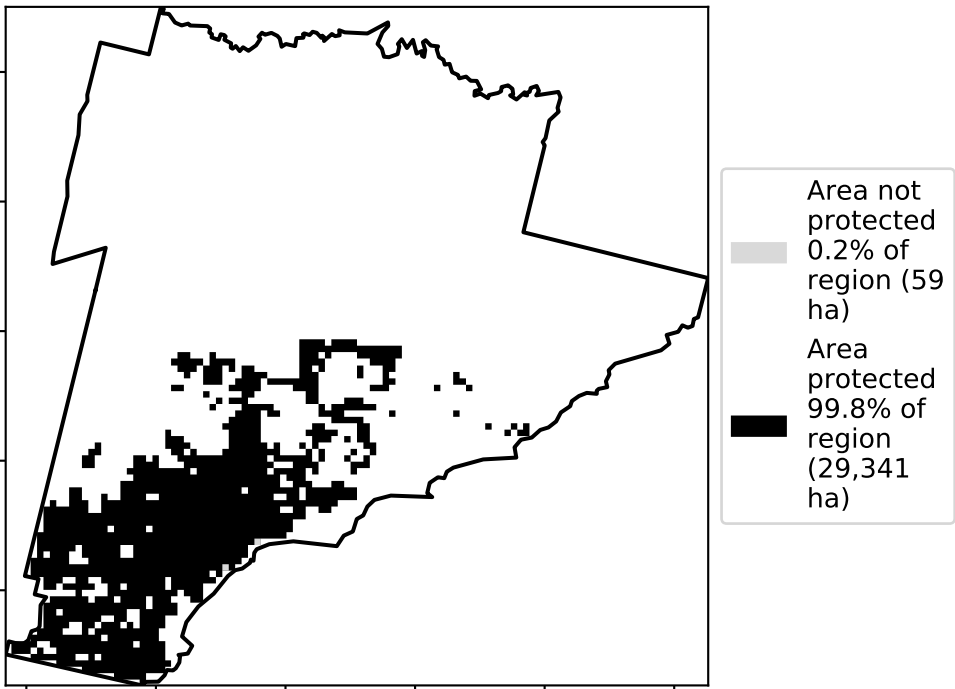 Area not
protected
0.2% of
region (59
ha)
Area
protected
99.8% of
region
(29,341
ha)